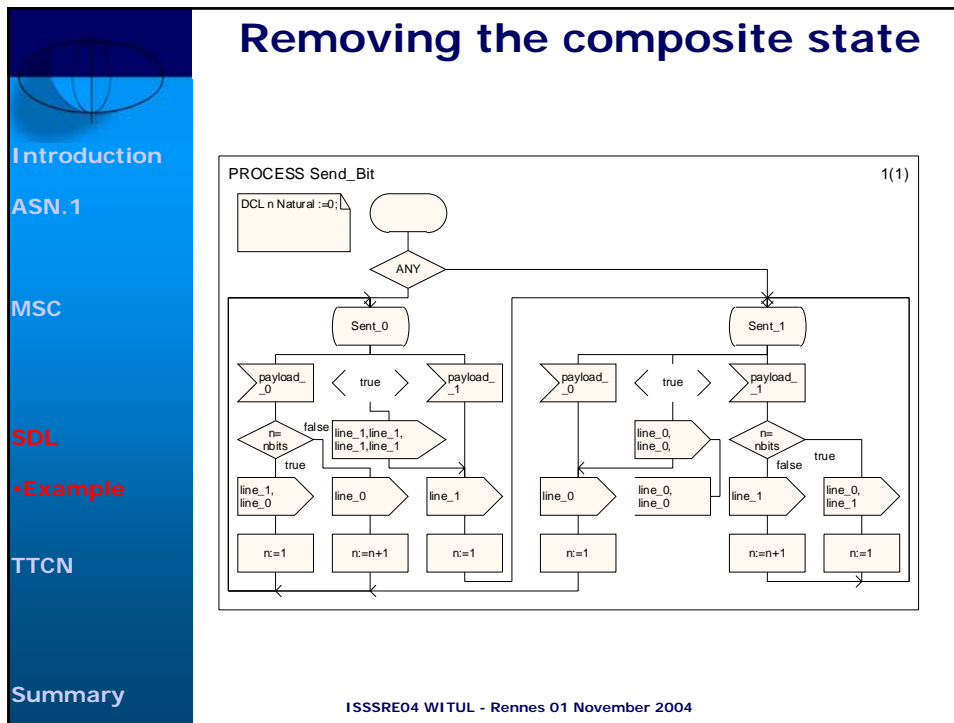 Removing the composite state
Introduction
ASN.1
MSC
SDL
•Example
TTCN
Summary
PROCESS Send_Bit
1(1)
DCL n Natural :=0;
ANY
Sent_0
Sent_1
payload_
_0
true
payload_
_1
payload_
_0
true
payload_
_1
n=
nbits
false
true
line_1,line_1,
line_1,line_1
line_0,
line_0,
n=
nbits
false
true
line_1,
line_0
line_0
line_1
line_0
line_0,
line_0
line_1
line_0,
line_1
n:=1
n:=n+1
n:=1
n:=1
n:=n+1
n:=1
ISSSRE04 WITUL - Rennes 01 November 2004